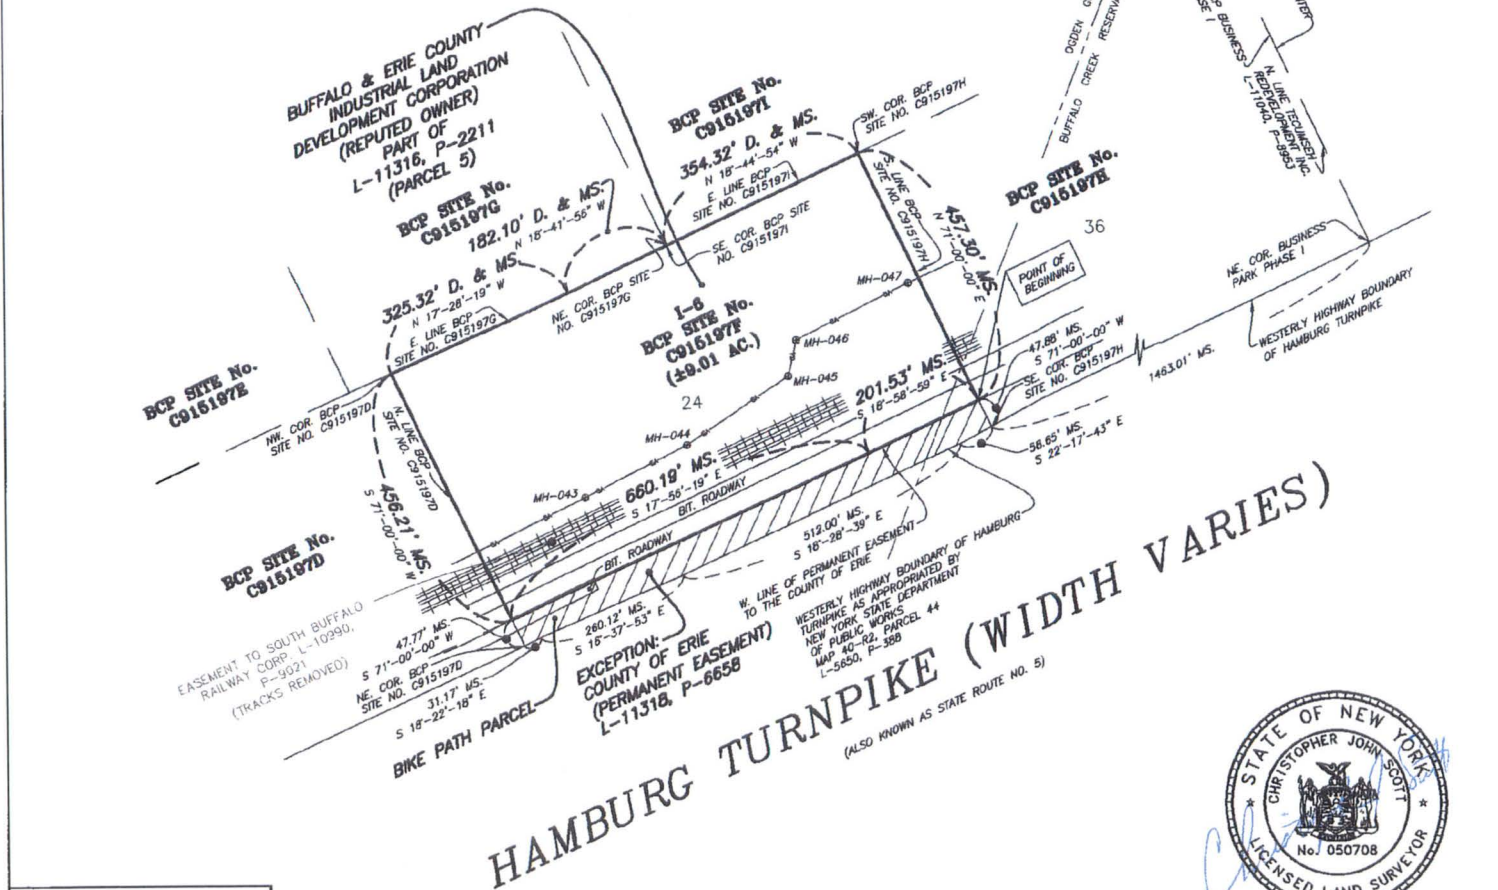 BUFFALO & ERIE COUNTY
INDUSTRIAL LAND
DEVELOPMENT CORPORATION
(REPUTED OWNER)
PART OF
L-11316, P-2211
(PARCEL 5)
BCP SITE No.
C915197I
354.32' D. & MS.
N 18°-44'-54" W
E. LINE BCP
SITE NO. C915197I
SW. COR. BCP
SITE NO. C915197H
OGDEN G
BUFFALO CREEK RESERV
BUSINESS
L-11040, P-8953
N. LINE TECUMSEH
REDEVELOPMENT INC.
BCP SITE No.
C915197G
182.10' D. & MS.
N 18°-41'-56" W
325.32' D. & MS.
N 17°-28'-19" W
E. LINE BCP
SITE NO. C915197G
NE. COR. BCP SITE
NO. C915197G
SE. COR. BCP SITE
NO. C915197I
S. LINE BCP
SITE NO. C915197H
457.30' MS.
N 71°-00'-00" E
BCP SITE No.
C915197H
36
POINT OF
BEGINNING
NE. COR. BUSINESS
PARK PHASE I
WESTERLY HIGHWAY BOUNDARY
OF HAMBURG TURNPIKE
I-6
BCP SITE No.
C915197F
(±9.01 AC.)
24
MH-047
MH-046
MH-045
MH-044
MH-043
BCP SITE No.
C915197E
NW. COR. BCP
SITE NO. C915197D
N. LINE BCP
SITE NO. C915197D
456.21' MS.
S 71°-00'-00" W
BCP SITE No.
C915197D
201.53' MS.
S 18°-58'-59" E
47.88' MS.
S 71°-00'-00" W
SE. COR. BCP
SITE NO. C915197H
1463.01' MS.
58.65' MS.
S 22°-17'-43" E
660.19' MS.
S 17°-56'-19" E
BIT. ROADWAY
BIT. ROADWAY
512.00' MS.
S 18°-28'-39" E
W. LINE OF PERMANENT EASEMENT
TO THE COUNTY OF ERIE
WESTERLY HIGHWAY BOUNDARY OF HAMBURG
TURNPIKE AS APPROPRIATED BY
NEW YORK STATE DEPARTMENT
OF PUBLIC WORKS
MAP 40-R2, PARCEL 44
L-5650, P-388
EASEMENT TO SOUTH BUFFALO
RAILWAY CORP. L-10990,
P-9021
(TRACKS REMOVED)
47.77' MS.
S 71°-00'-00" W
NE. COR. BCP
SITE NO. C915197D
31.17' MS.
S 18°-22'-18" E
260.12' MS.
S 18°-37'-53" E
BIKE PATH PARCEL
EXCEPTION:
COUNTY OF ERIE
(PERMANENT EASEMENT)
L-11318, P-6658
HAMBURG TURNPIKE (WIDTH VARIES)
(ALSO KNOWN AS STATE ROUTE NO. 5)
STATE OF NEW YORK
CHRISTOPHER JOHN SCOTT
No. 050708
LICENSED LAND SURVEYOR